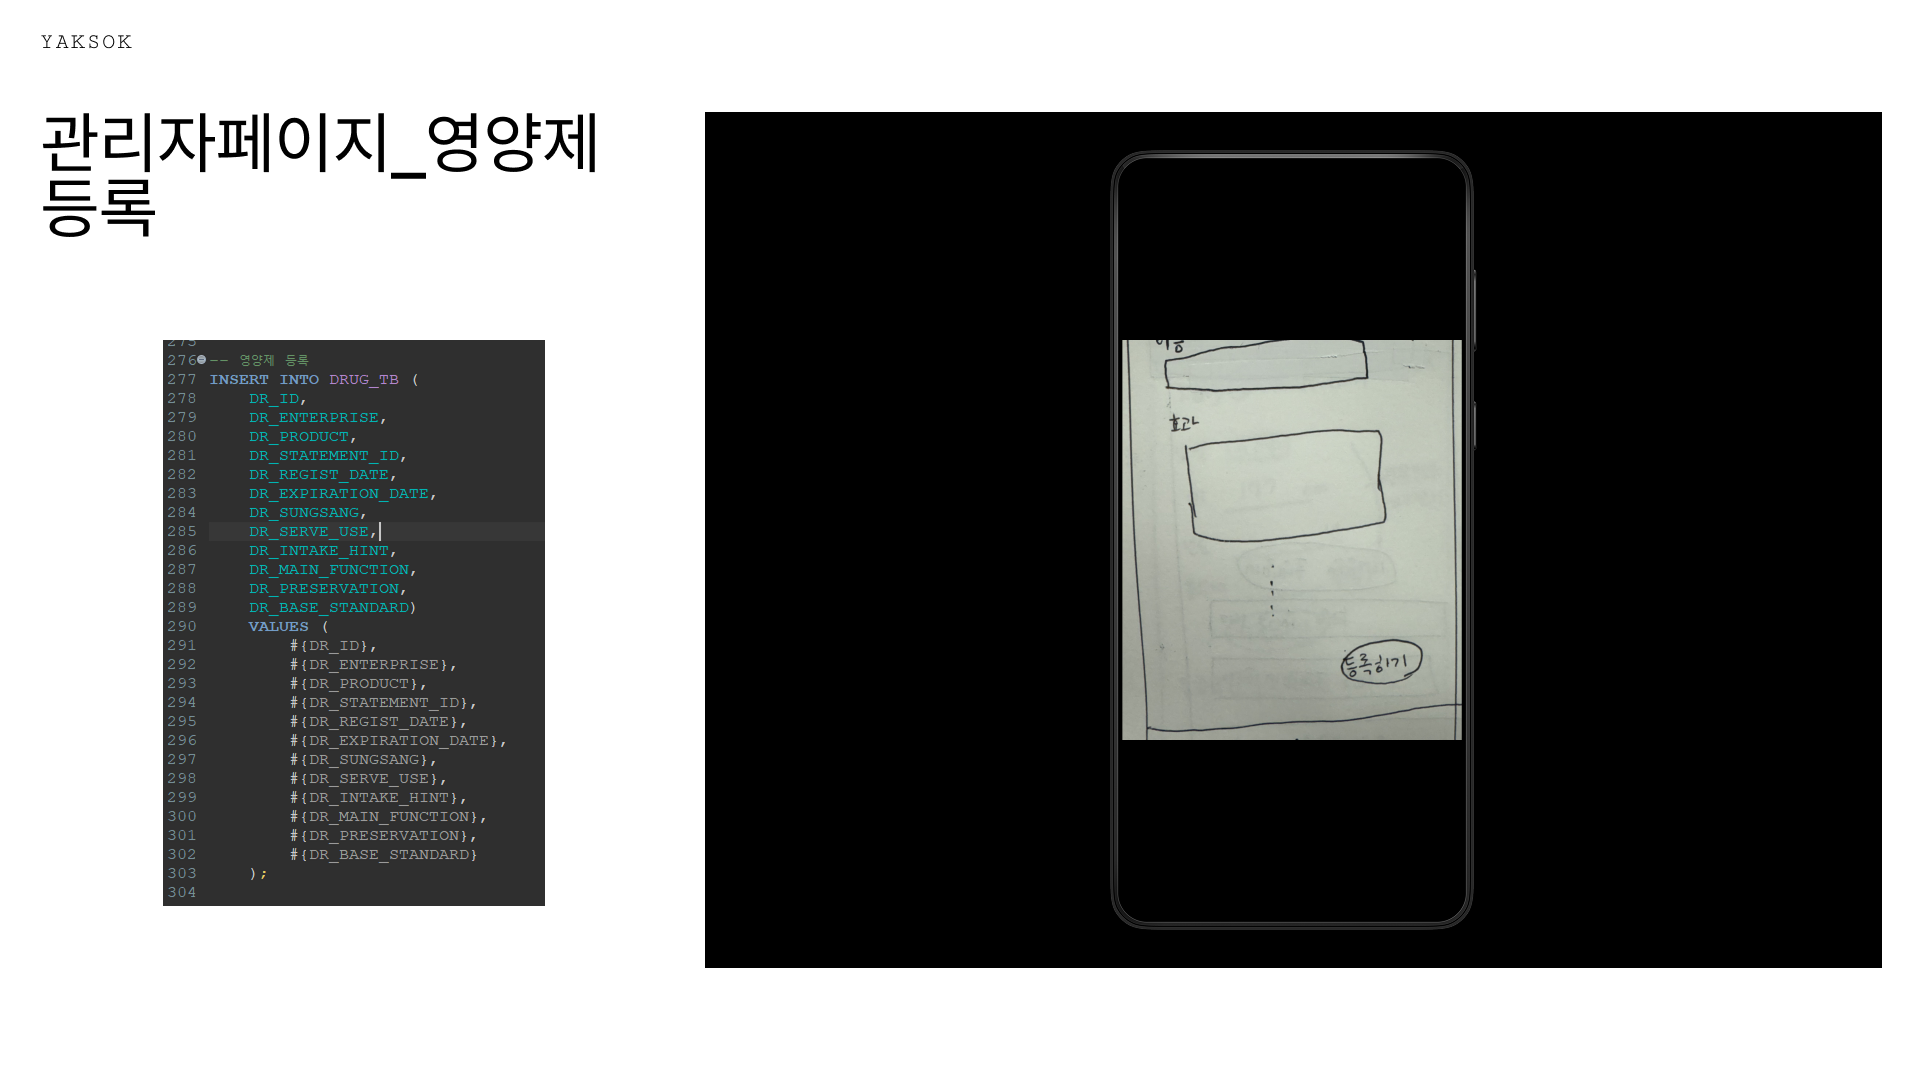 YAKSOK
관리자페이지_영양제
등록
275
276 -- 영양제 등록
277 INSERT INTO DRUG_TB (
278 DR_ID,
279 DR_ENTERPRISE,
280 DR_PRODUCT,
281 DR_STATEMENT_ID,
282 DR_REGIST_DATE,
283 DR_EXPIRATION_DATE,
284 DR_SUNGSANG,
285 DR_SERVE_USE,
286 DR_INTAKE_HINT,
287 DR_MAIN_FUNCTION,
288 DR_PRESERVATION,
289 DR_BASE_STANDARD)
290 VALUES (
291 #{DR_ID},
292 #{DR_ENTERPRISE},
293 #{DR_PRODUCT},
294 #{DR_STATEMENT_ID},
295 #{DR_REGIST_DATE},
296 #{DR_EXPIRATION_DATE},
297 #{DR_SUNGSANG},
298 #{DR_SERVE_USE},
299 #{DR_INTAKE_HINT},
300 #{DR_MAIN_FUNCTION},
301 #{DR_PRESERVATION},
302 #{DR_BASE_STANDARD}
303 );
304
이름
효과
등록하기